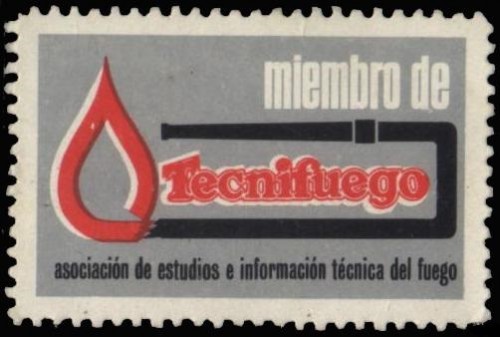 miembro de
Tecnifuego
asociación de estudios e información técnica del fuego